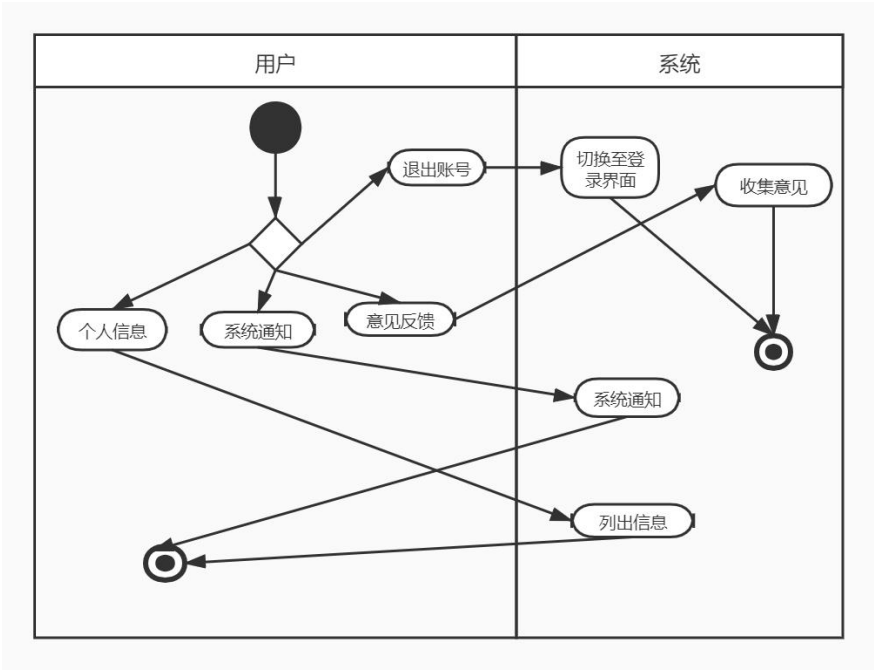 用户
系统
退出账号
切换至登
录界面
收集意见
个人信息
系统通知
意见反馈
系统通知
列出信息